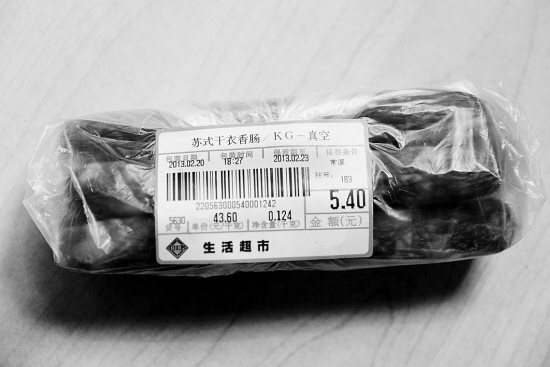 苏式干衣香肠/KG-真空
包装日期 包装时间 保质期至 保存条件
2013.02.20 18:27 2013.02.23 常温
秤号: 183
22056300054001242
5630 43.60 0.124 5.40
货号 单价(元/千克) 净含量(千克) 金额(元)
生活超市